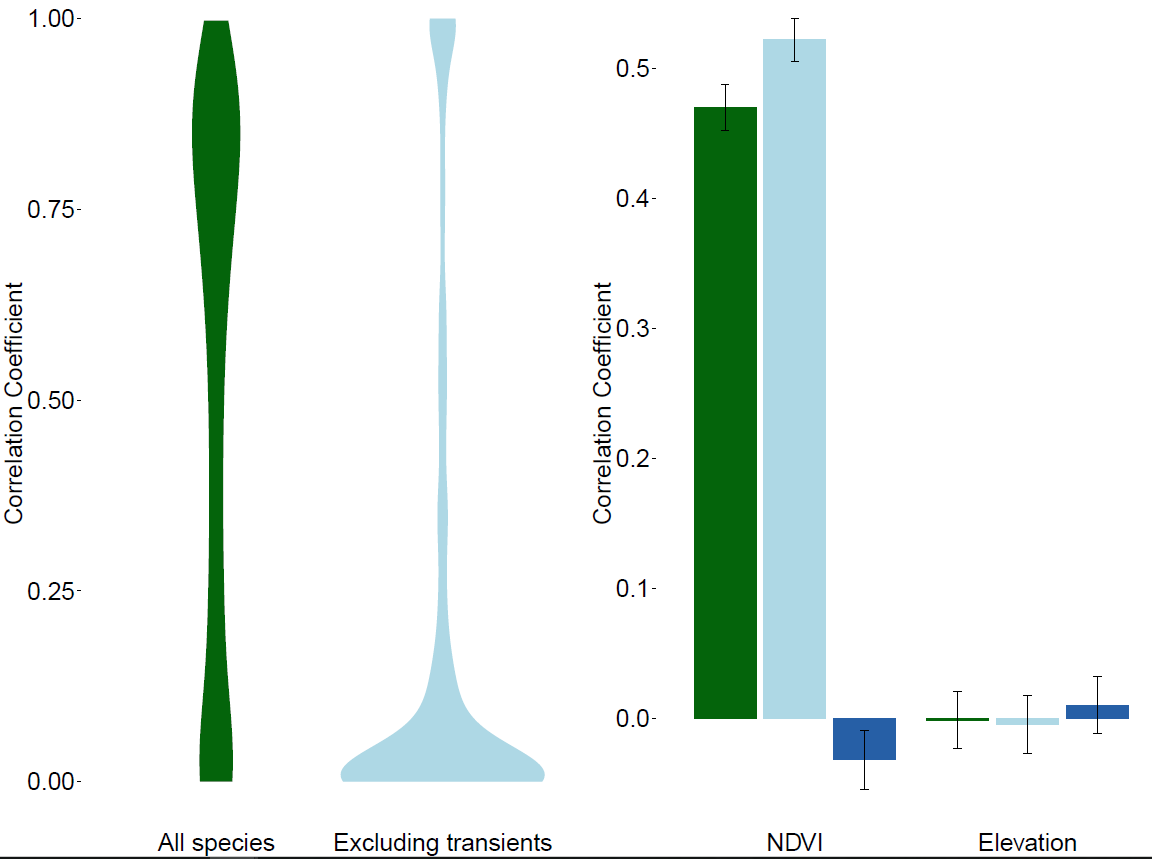 Correlation Coefficient
1.00
0.75
0.50
0.25
0.00
All species
Excluding transients
Correlation Coefficient
0.5
0.4
0.3
0.2
0.1
0.0
NDVI
Elevation